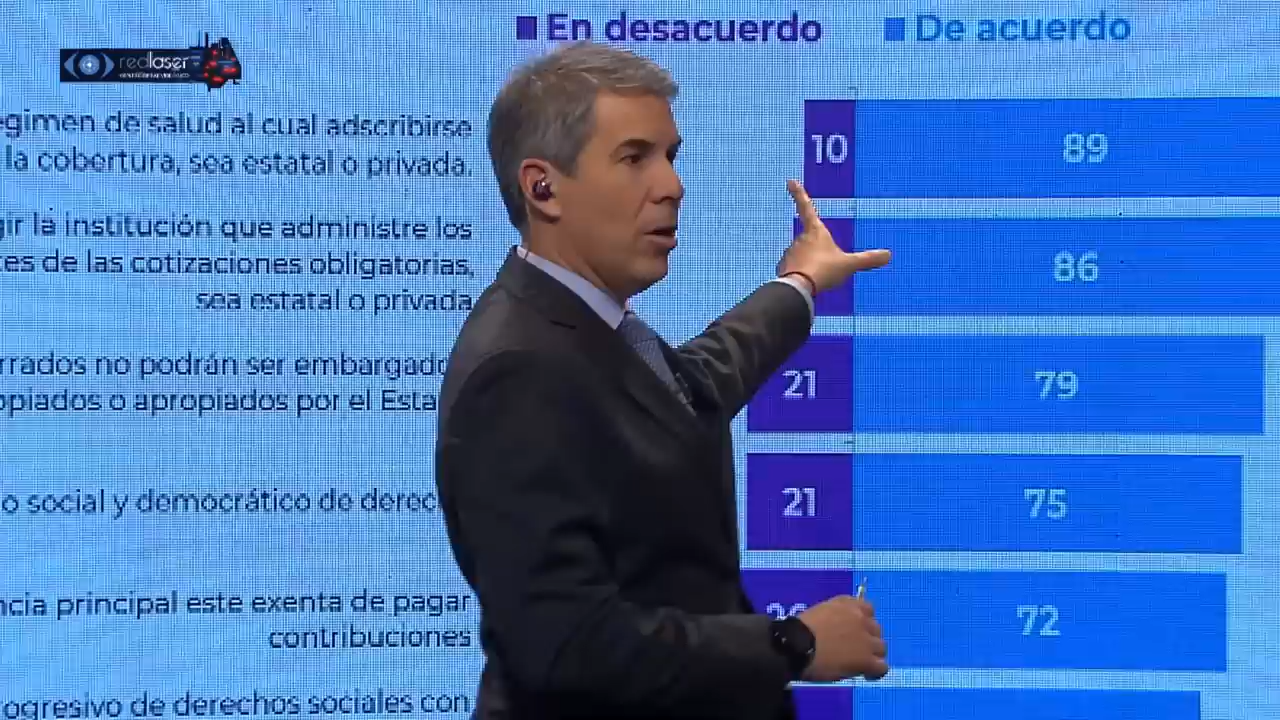 En desacuerdo De acuerdo
redlaser
egimen de salud al cual adscribirse
la cobertura, sea estatal o privada.
10 89
gir la institución que administre los
tes de las cotizaciones obligatorias,
sea estatal o privada
86
rrados no podrán ser embargado
opiados o apropiados por el Esta
21 79
o social y democrático de derec
21 75
ncia principal este exenta de pagar
contribuciones
72
ogresivo de derechos sociales con